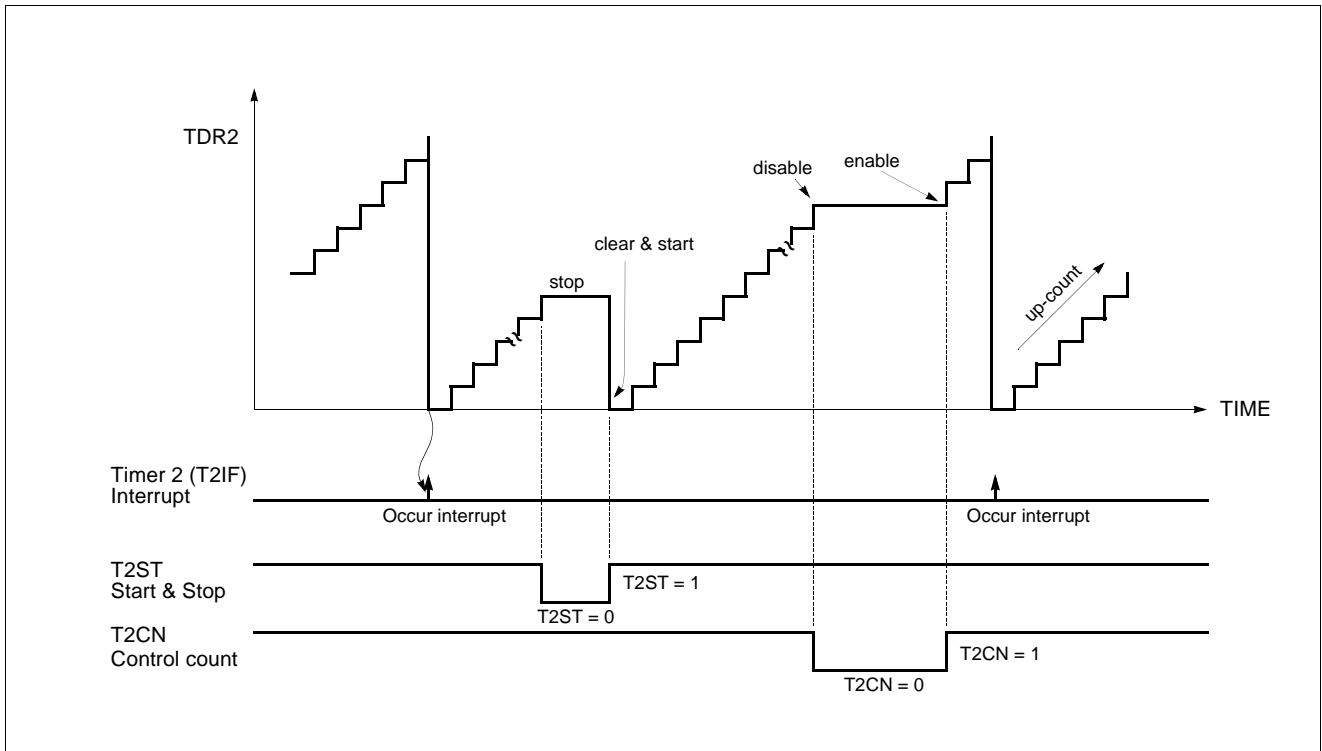 TDR2
disable
enable
clear & start
stop
up-count
TIME
Timer 2 (T2IF)
Interrupt
Occur interrupt
Occur interrupt
T2ST
Start & Stop
T2ST = 1
T2ST = 0
T2CN
Control count
T2CN = 1
T2CN = 0